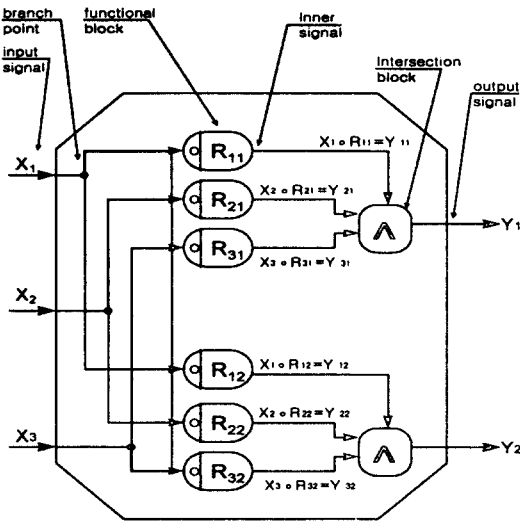 branch
point
functional
block
Inner
signal
input
signal
Intersection
block
output
signal
X1
R11
X1 o R11 = Y11
R21
X2 o R21 = Y21
R31
X3 o R31 = Y31
Λ
Y1
X2
R12
X1 o R12 = Y12
R22
X2 o R22 = Y22
X3
R32
X3 o R32 = Y32
Λ
Y2